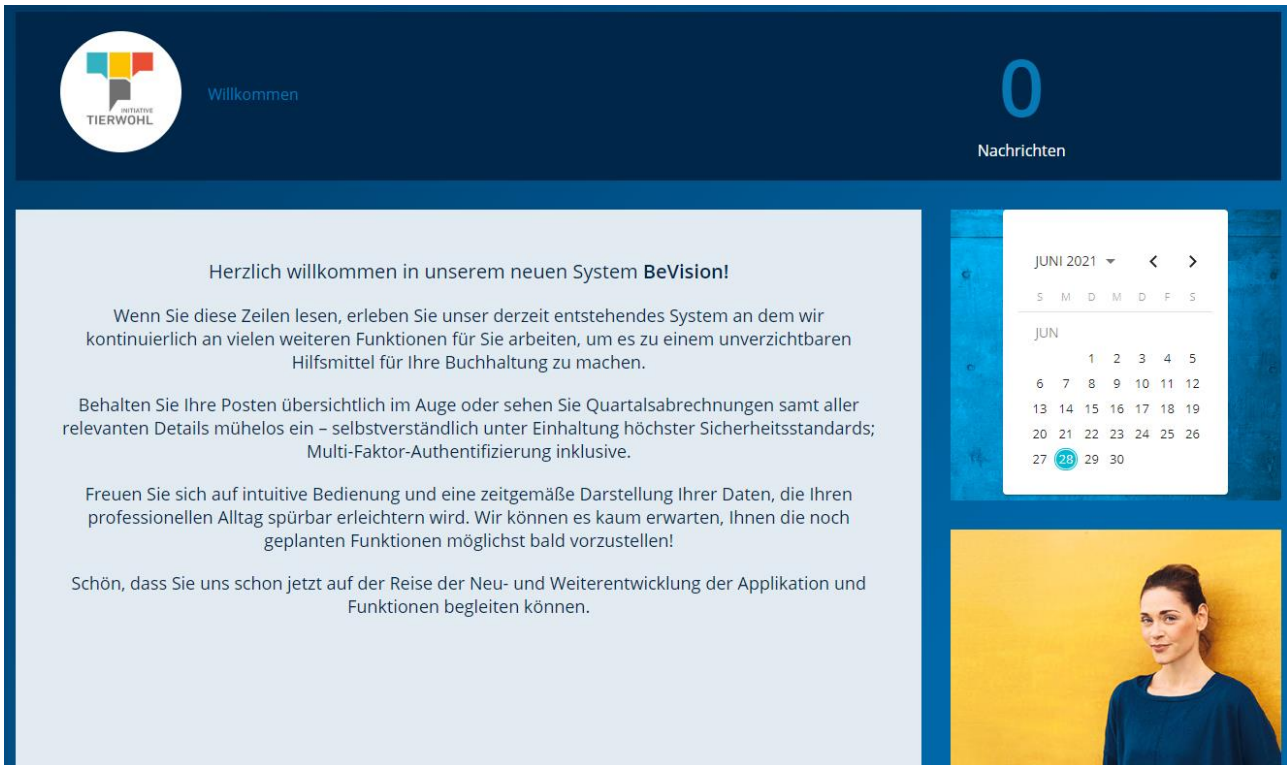 INITIATIVE
TIERWOHL
Willkommen
0
Nachrichten
Herzlich willkommen in unserem neuen System BeVision!
Wenn Sie diese Zeilen lesen, erleben Sie unser derzeit entstehendes System an dem wir
kontinuierlich an vielen weiteren Funktionen für Sie arbeiten, um es zu einem unverzichtbaren
Hilfsmittel für Ihre Buchhaltung zu machen.
Behalten Sie Ihre Posten übersichtlich im Auge oder sehen Sie Quartalsabrechnungen samt aller
relevanten Details mühelos ein – selbstverständlich unter Einhaltung höchster Sicherheitsstandards;
Multi-Faktor-Authentifizierung inklusive.
Freuen Sie sich auf intuitive Bedienung und eine zeitgemäße Darstellung Ihrer Daten, die Ihren
professionellen Alltag spürbar erleichtern wird. Wir können es kaum erwarten, Ihnen die noch
geplanten Funktionen möglichst bald vorzustellen!
Schön, dass Sie uns schon jetzt auf der Reise der Neu- und Weiterentwicklung der Applikation und
Funktionen begleiten können.
JUNI 2021
S M D M D F S
JUN
1 2 3 4 5
6 7 8 9 10 11 12
13 14 15 16 17 18 19
20 21 22 23 24 25 26
27 28 29 30